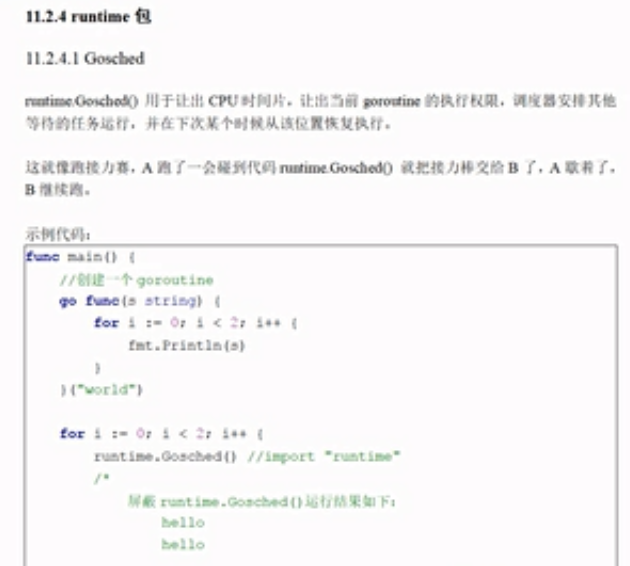 11.2.4 runtime 包
11.2.4.1 Gosched
runtime.Gosched() 用于让出 CPU 时间片，让出当前 goroutine 的执行权限，调度器安排其他
等待的任务运行，并在下次某个时候从该位置恢复执行。
这就像跑接力赛，A 跑了一会碰到代码 runtime.Gosched() 就把接力棒交给 B 了，A 歇着了，
B 继续跑。
示例代码：
func main() {
//创建一个 goroutine
go func(s string) {
for i := 0; i < 2; i++ {
fmt.Println(s)
}
}("world")
for i := 0; i < 2; i++ {
runtime.Gosched() //import "runtime"
/*
屏蔽 runtime.Gosched()运行结果如下：
hello
hello